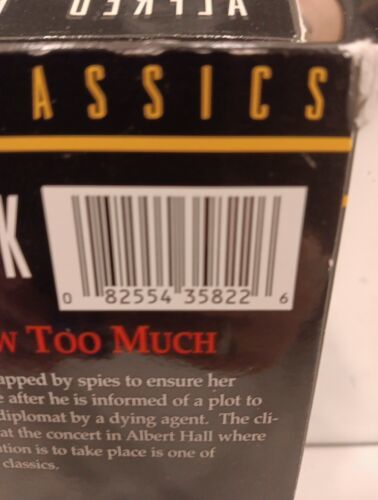 ALFRED
ASSICS
K
0 82554 35822 6
W TOO MUCH
apped by spies to ensure her
e after he is informed of a plot to
diplomat by a dying agent. The cli-
at the concert in Albert Hall where
ation is to take place is one of
classics.